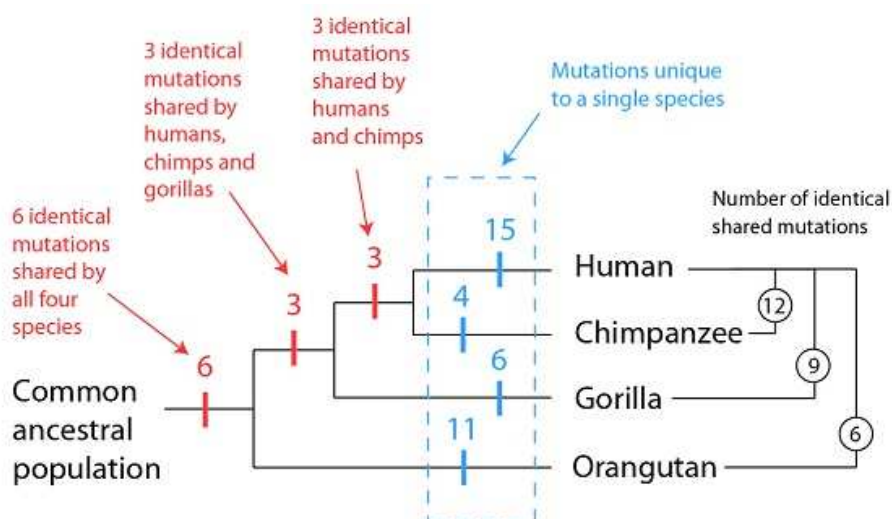 3 identical
mutations
shared by
humans
and chimps
3 identical
mutations
shared by
humans,
chimps and
gorillas
Mutations unique
to a single species
6 identical
mutations
shared by
all four
species
Number of identical
shared mutations
15
3
Human
4
12
3
Chimpanzee
6
9
6
Gorilla
Common
ancestral
population
11
6
Orangutan